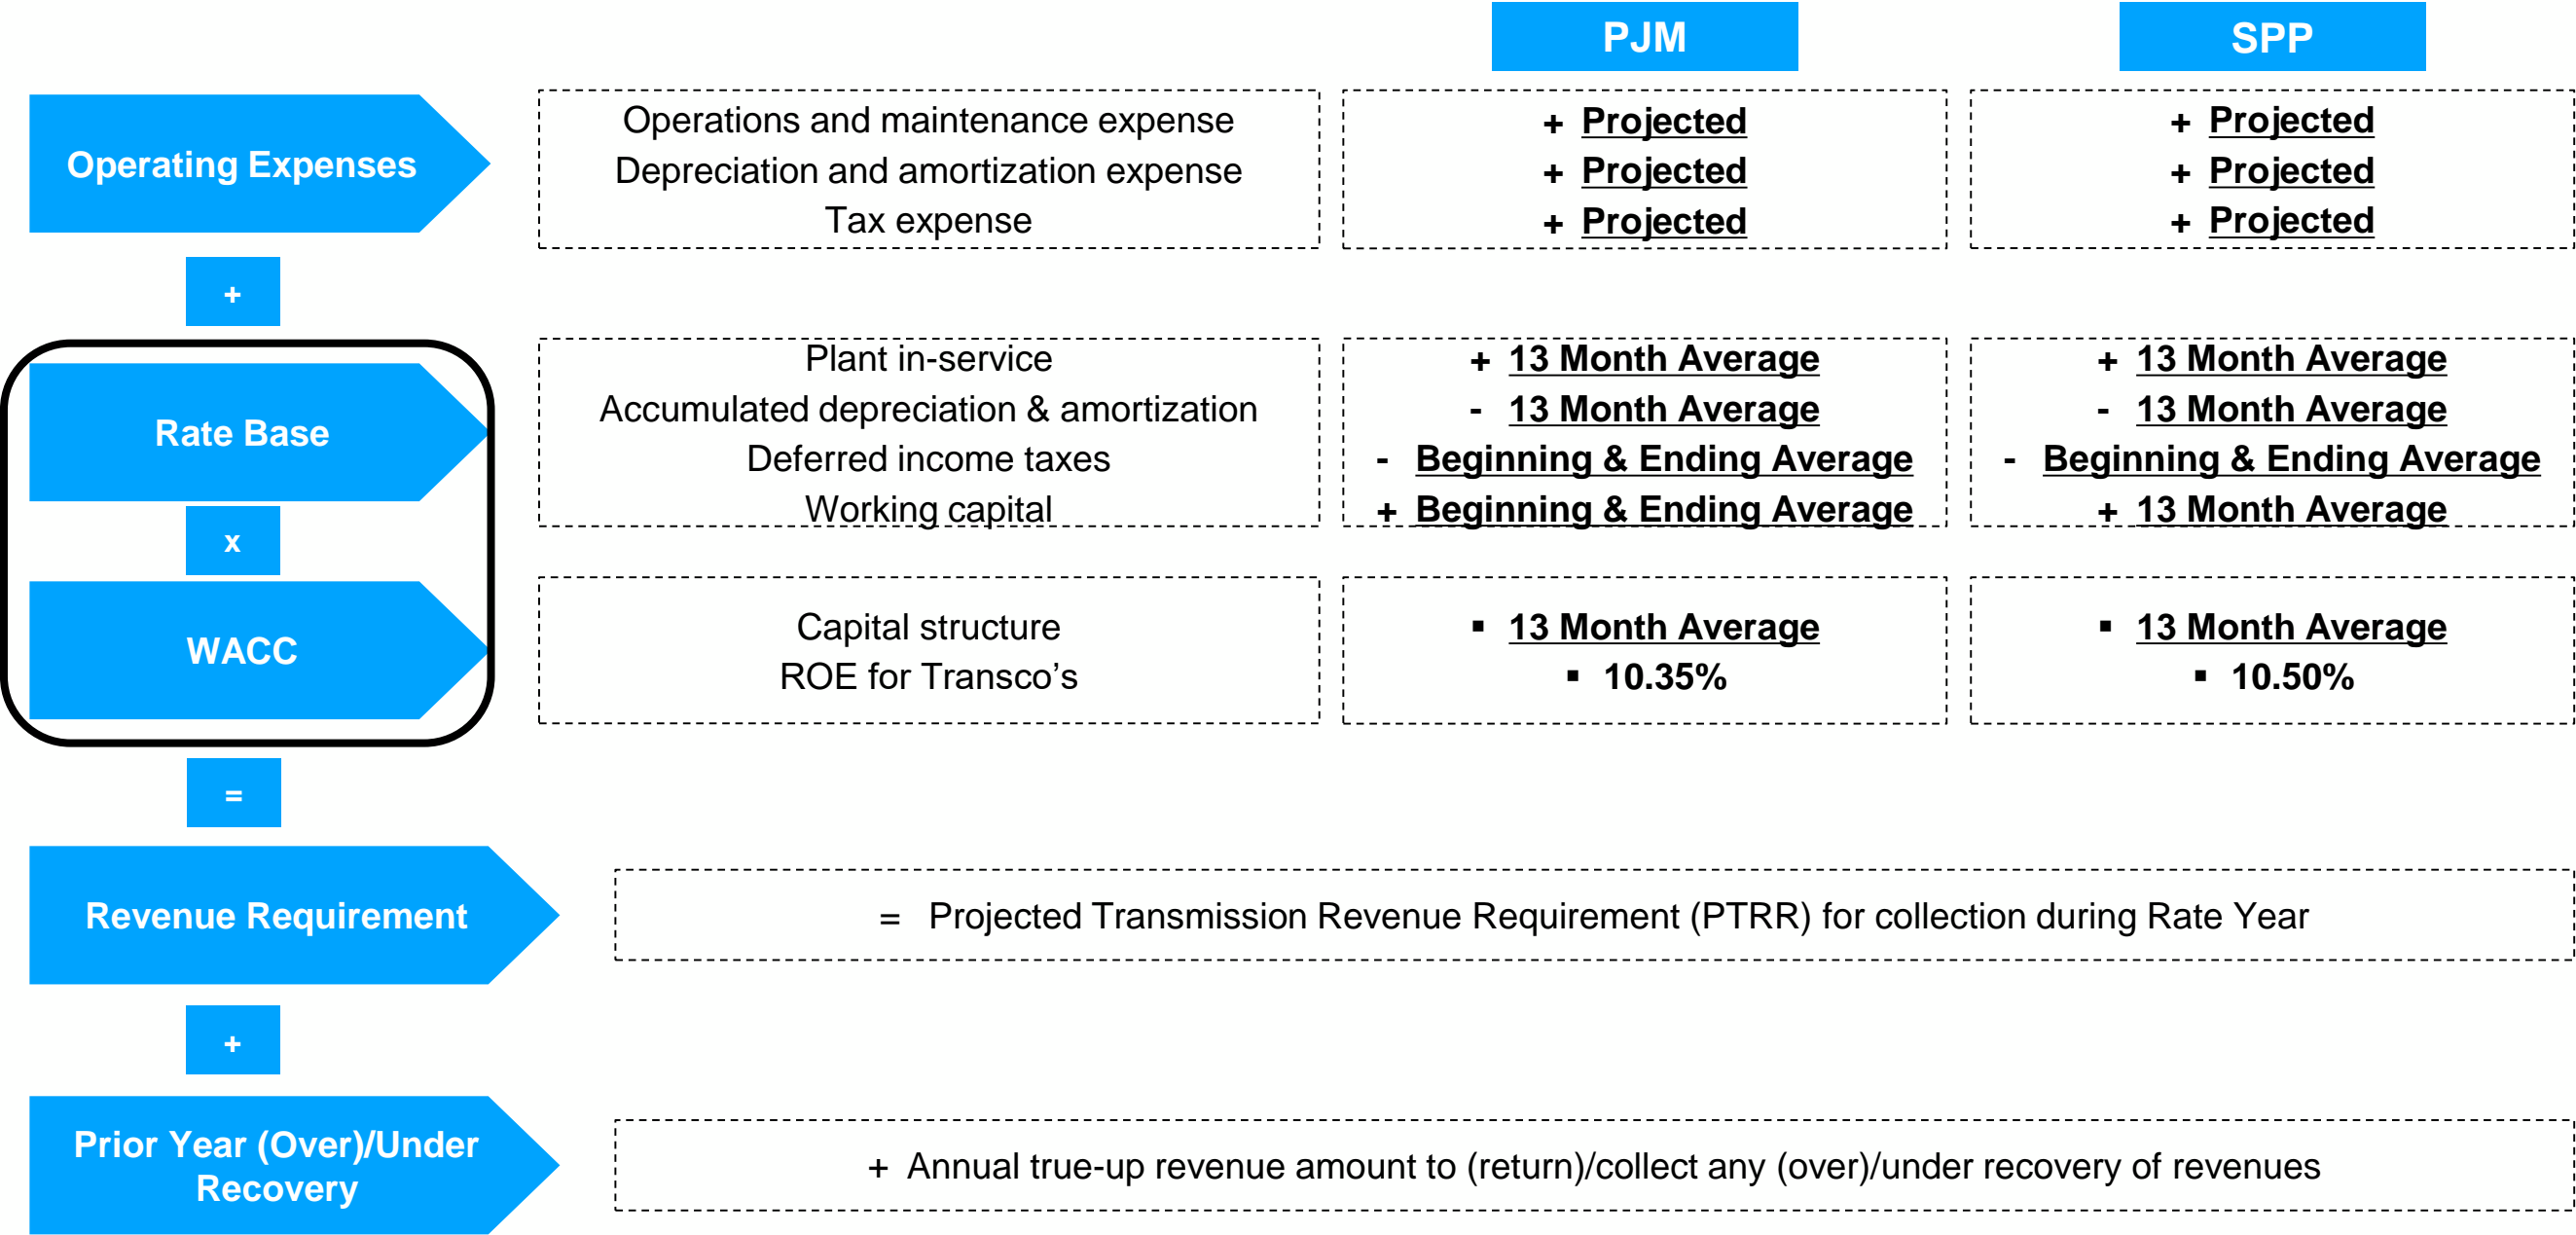 PJM
SPP
Operating Expenses
Operations and maintenance expense
Depreciation and amortization expense
Tax expense
+ Projected
+ Projected
+ Projected
+ Projected
+ Projected
+ Projected
+
Rate Base
Plant in-service
Accumulated depreciation & amortization
Deferred income taxes
Working capital
+ 13 Month Average
- 13 Month Average
- Beginning & Ending Average
+ Beginning & Ending Average
+ 13 Month Average
- 13 Month Average
- Beginning & Ending Average
+ 13 Month Average
x
WACC
Capital structure
ROE for Transco’s
▪ 13 Month Average
▪ 10.35%
▪ 13 Month Average
▪ 10.50%
=
Revenue Requirement
= Projected Transmission Revenue Requirement (PTRR) for collection during Rate Year
+
Prior Year (Over)/Under
Recovery
+ Annual true-up revenue amount to (return)/collect any (over)/under recovery of revenues